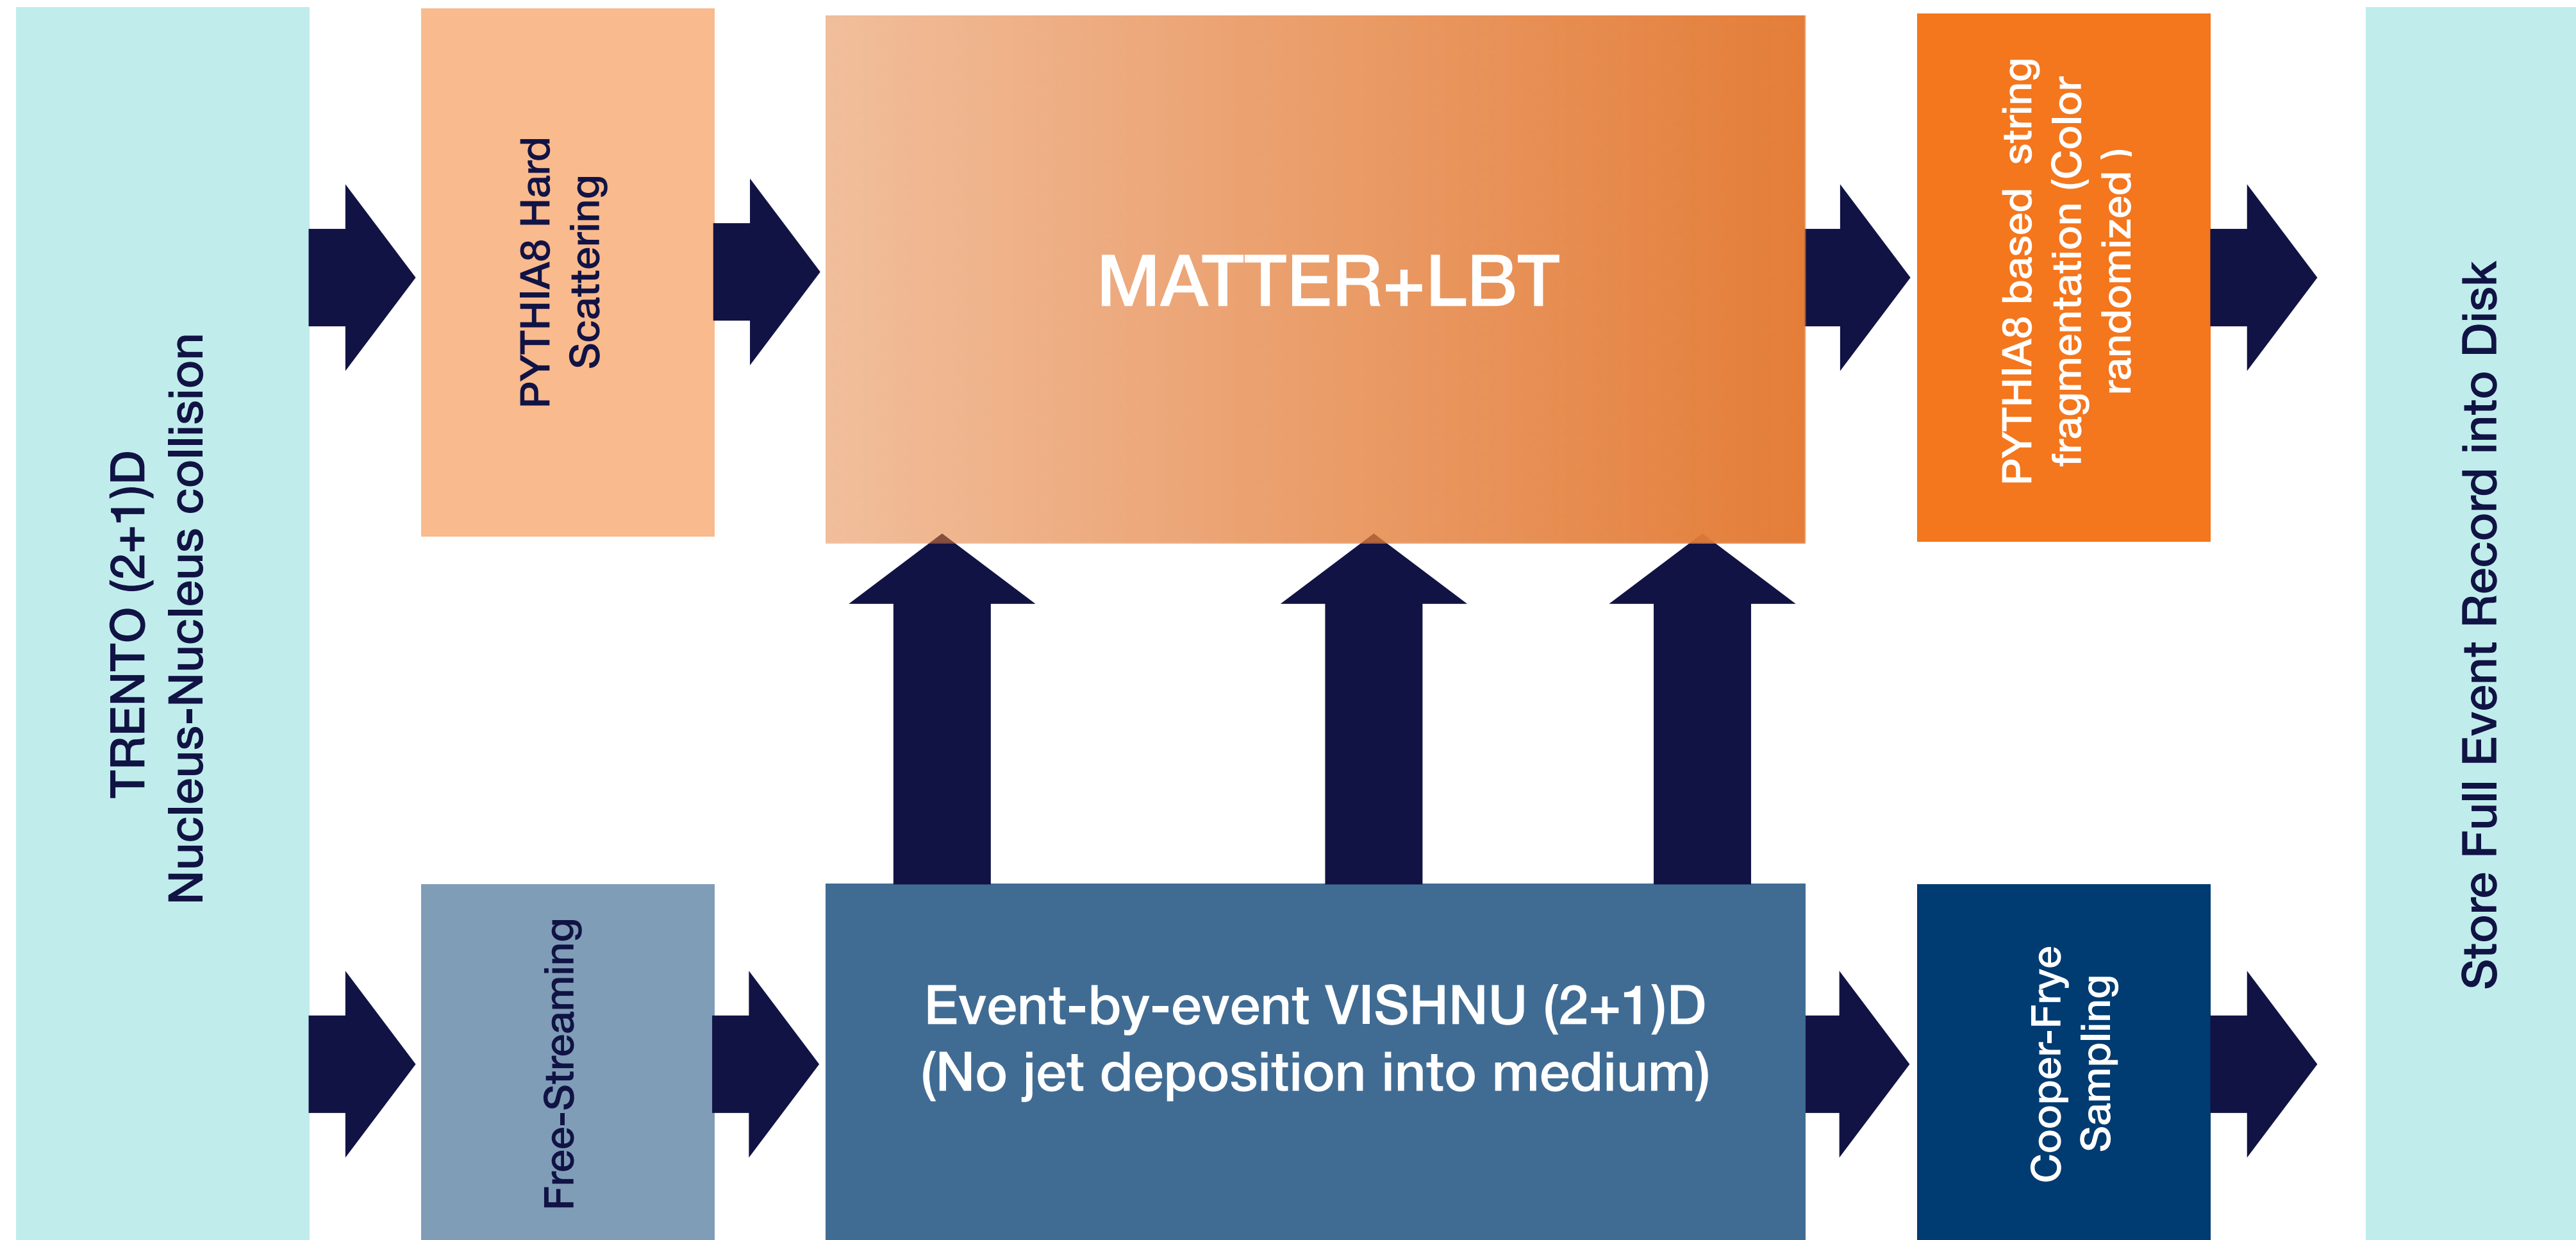 TRENTO (2+1)D
Nucleus-Nucleus collision
PYTHIA8 Hard
Scattering
MATTER+LBT
PYTHIA8 based string
fragmentation (Color
randomized )
Free-Streaming
Event-by-event VISHNU (2+1)D
(No jet deposition into medium)
Cooper-Frye
Sampling
Store Full Event Record into Disk